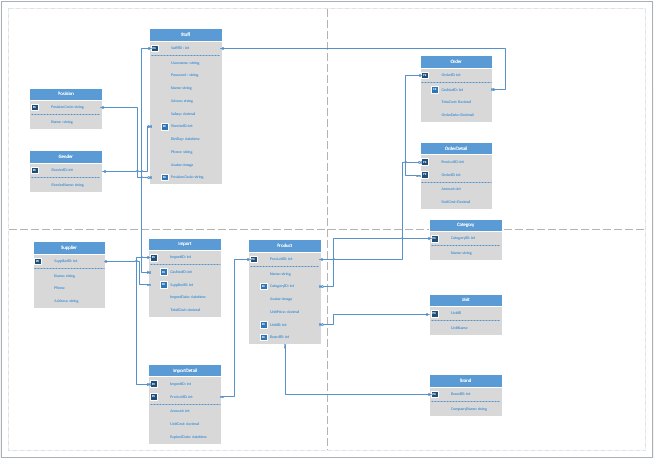 Staff
StaffID: int
Username: string
Password: string
Name: string
Adress: string
Salary: decimal
GenderID: int
Birthday: datetime
Phone: string
Avatar: image
PositionCode: string
Position
PositionCode: string
Name: string
Gender
GenderID: int
GenderName: string
Order
OrderID: int
CashierID: int
TotalCost: Decimal
OrderDate: Decimal
OrderDetail
ProductID: int
OrderID: int
Amount: int
UnitCost: Decimal
Category
CategoryID: int
Name: string
Supplier
SupplierID: int
Name: string
Phone:
Address: string
Import
ImportID: int
CashierID: int
SupplierID: int
ImportDate: datetime
TotalCost: decimal
Product
ProductID: int
Name: string
CategoryID: int
Avatar: image
UnitPrice: decimal
UnitID: int
BrandID: int
Unit
UnitID
UnitName
ImportDetail
ImportID: int
ProductID: int
Amount: int
UnitCost: decimal
ExpiredDate: datetime
Brand
BrandID: int
CompanyName: string